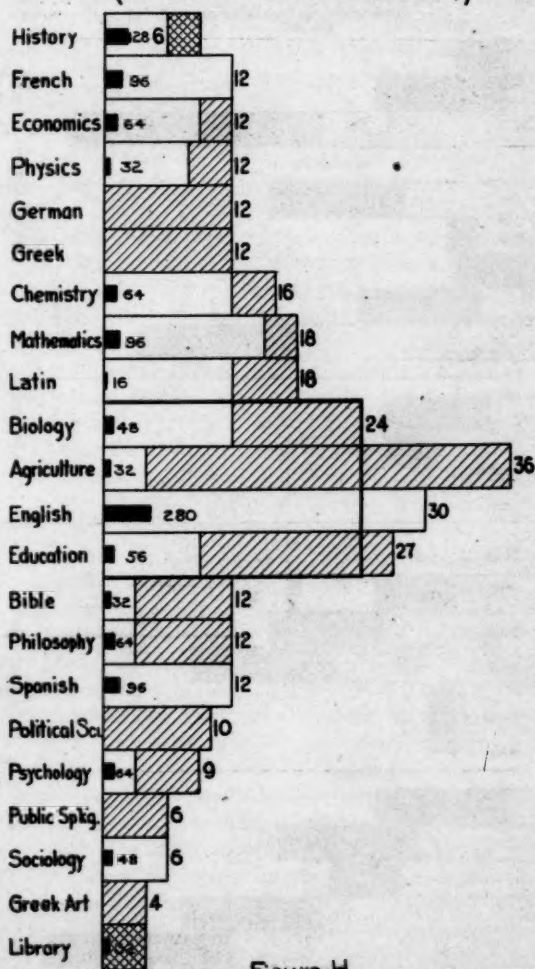 History 128 6
French 96 12
Economics 64 12
Physics 32 12
German 12
Greek 12
Chemistry 64 16
Mathematics 96 18
Latin 16 18
Biology 48 24
Agriculture 32 36
English 280 30
Education 56 27
Bible 32 12
Philosophy 64 12
Spanish 96 12
Political Sci. 10
Psychology 64 9
Public Spkg. 6
Sociology 48 6
Greek Art 4
Library
Figure H